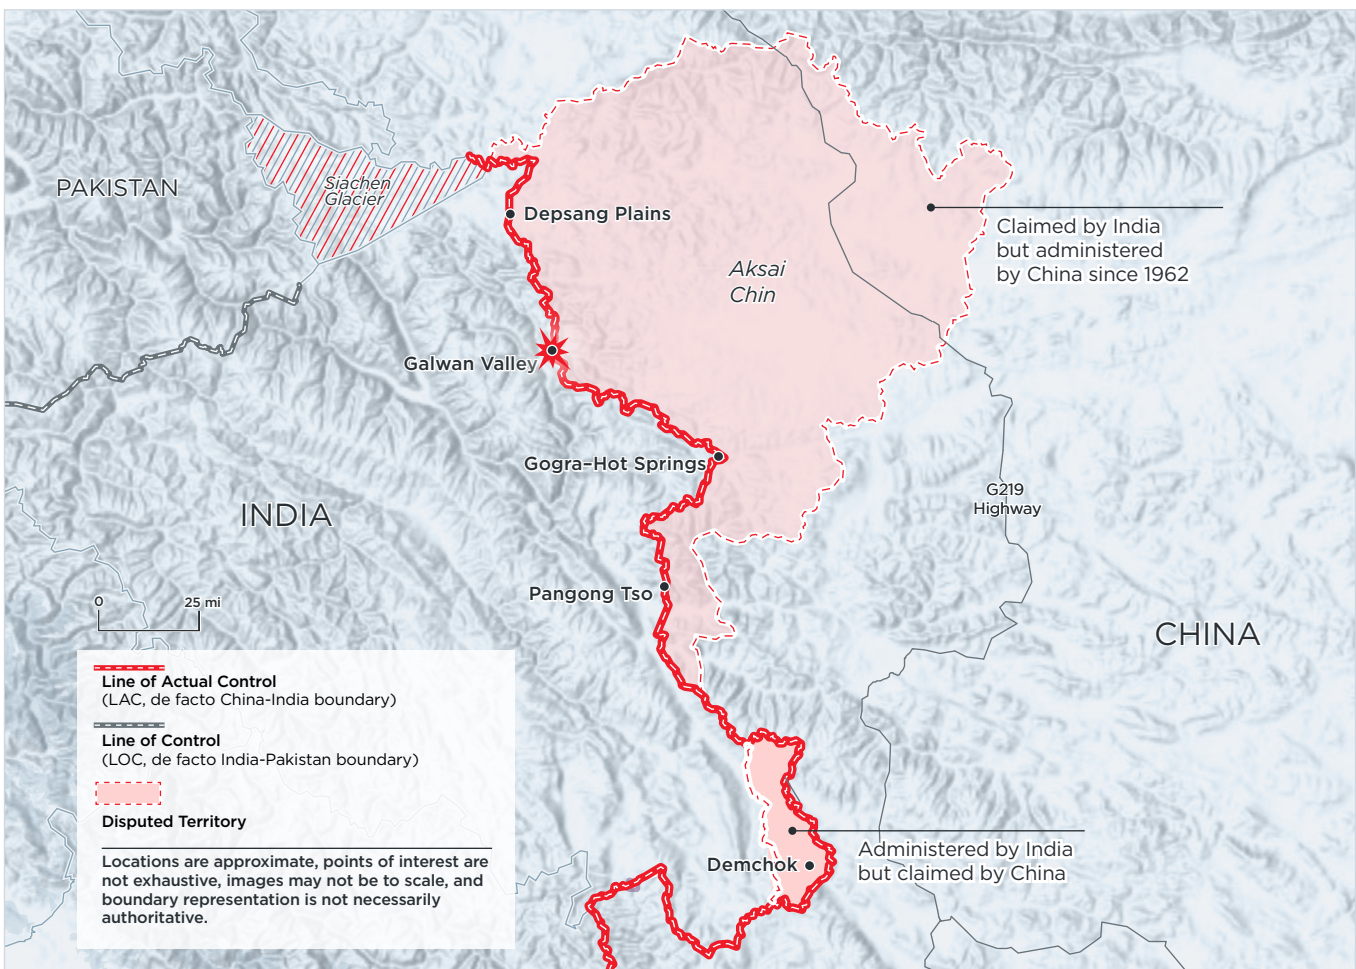 PAKISTAN
Siachen
Glacier
Depsang Plains
Claimed by India
but administered
by China since 1962
Aksai
Chin
Galwan Valley
Gogra–Hot Springs
G219
Highway
INDIA
Pangong Tso
0 25 mi
CHINA
Line of Actual Control
(LAC, de facto China-India boundary)
Line of Control
(LOC, de facto India-Pakistan boundary)
Disputed Territory
Locations are approximate, points of interest are
not exhaustive, images may not be to scale, and
boundary representation is not necessarily
authoritative.
Demchok
Administered by India
but claimed by China